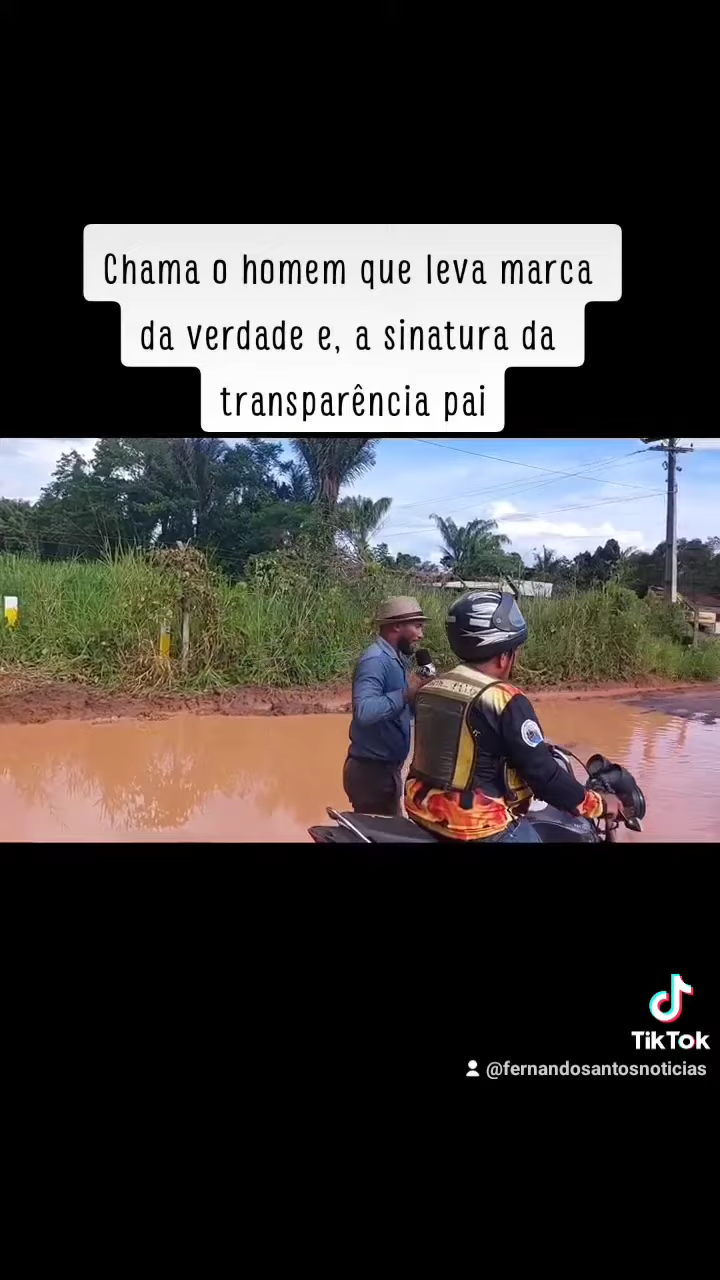 Chama o homem que leva marca
da verdade e, a sinatura da
transparência pai
TikTok
@fernandosantosnoticias